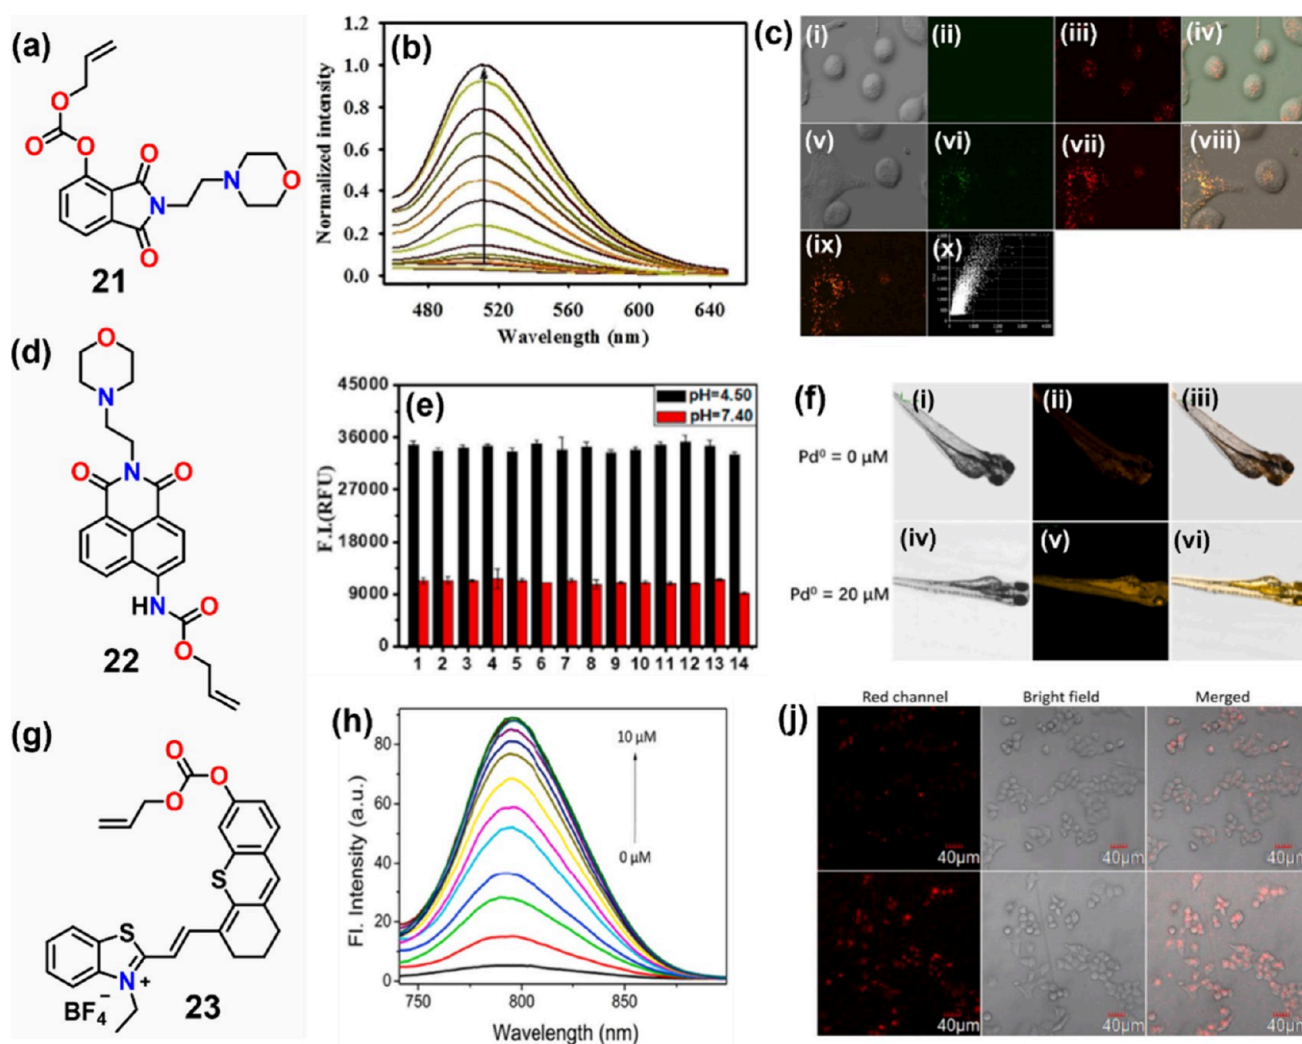 (a)
O
O
O
O
O
N
N
O
O
21
(b)
Normalized intensity
1.2
1.0
0.8
0.6
0.4
0.2
0.0
480 520 560 600 640
Wavelength (nm)
(c)
(i) (ii) (iii) (iv)
(v) (vi) (vii) (viii)
(ix) (x)
(d)
O
N
O N O
HN O
O
22
(e)
F.I.(RFU)
45000
36000
27000
18000
9000
0
pH=4.50
pH=7.40
1 2 3 4 5 6 7 8 9 10 11 12 13 14
(f)
(i) (ii) (iii)
Pd⁰ = 0 µM
(iv) (v) (vi)
Pd⁰ = 20 µM
(g)
O O
O
S
S
N +
BF₄⁻
23
(h)
Fl. Intensity (a.u.)
80
60
40
20
0
10 µM
0 µM
750 800 850
Wavelength (nm)
(j)
Red channel Bright field Merged
40µm 40µm 40µm
40µm 40µm 40µm